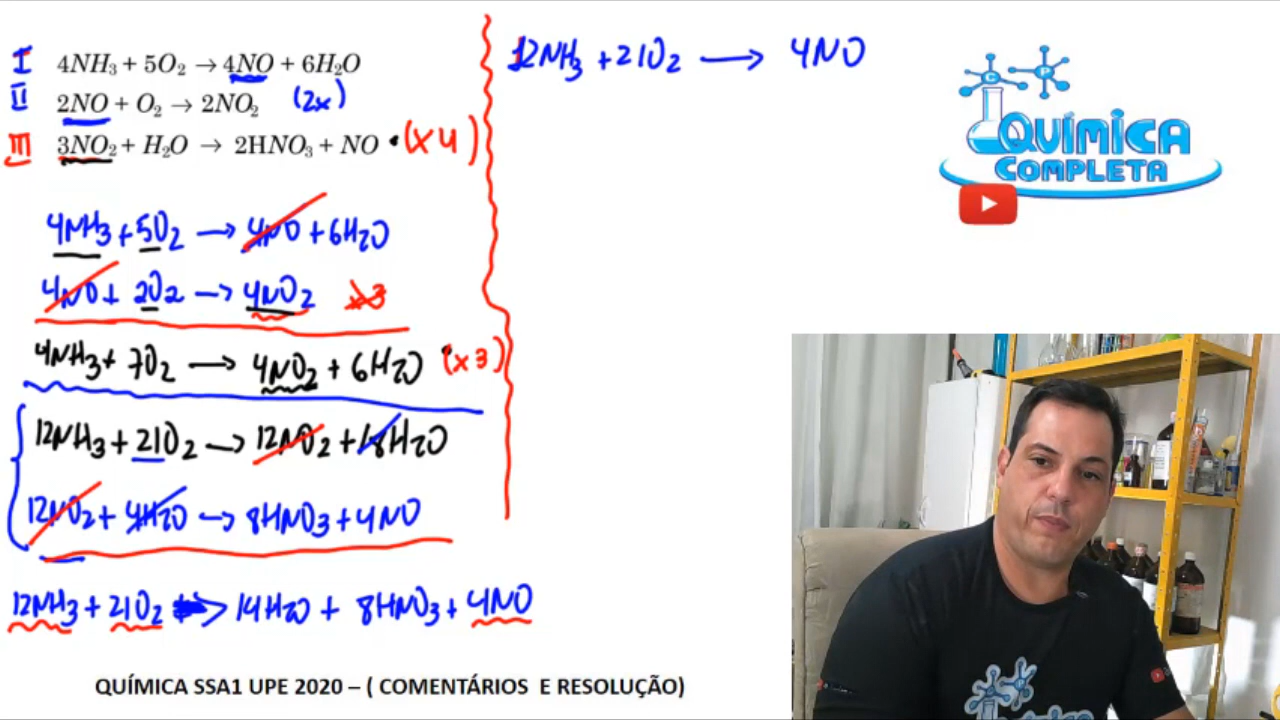 I 4NH₃ + 5O₂ → 4NO + 6H₂O
II 2NO + O₂ → 2NO₂ (2x)
III 3NO₂ + H₂O → 2HNO₃ + NO • (x4)
4NH₃ + 5O₂ → 4NO + 6H₂O
4NO + 2O₂ → 4NO₂ x3
4NH₃ + 7O₂ → 4NO₂ + 6H₂O (x3)
12NH₃ + 21O₂ → 12NO₂ + 18H₂O
12NO₂ + 4H₂O → 8HNO₃ + 4NO
12NH₃ + 21O₂ → 14H₂O + 8HNO₃ + 4NO
QUÍMICA SSA1 UPE 2020 – ( COMENTÁRIOS E RESOLUÇÃO)
12NH₃ + 21O₂ → 4NO
C P
QUÍMICA
COMPLETA